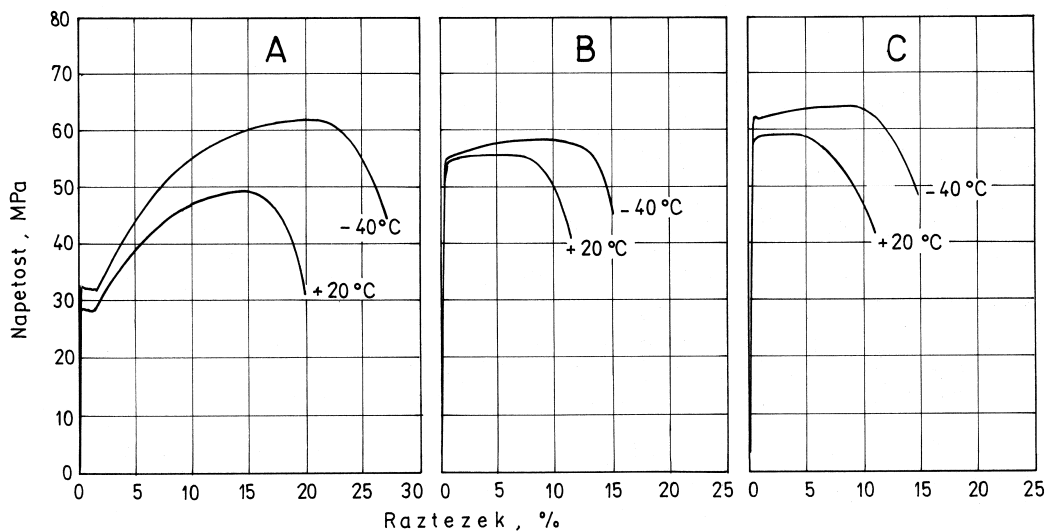 A B C
80
70
60
50
40
30
20
10
0
Napetost, MPa
-40°C
+20°C
-40°C
+20°C
-40°C
+20°C
0 5 10 15 20 25 30
0 5 10 15 20 25
0 5 10 15 20 25
Raztezek, %